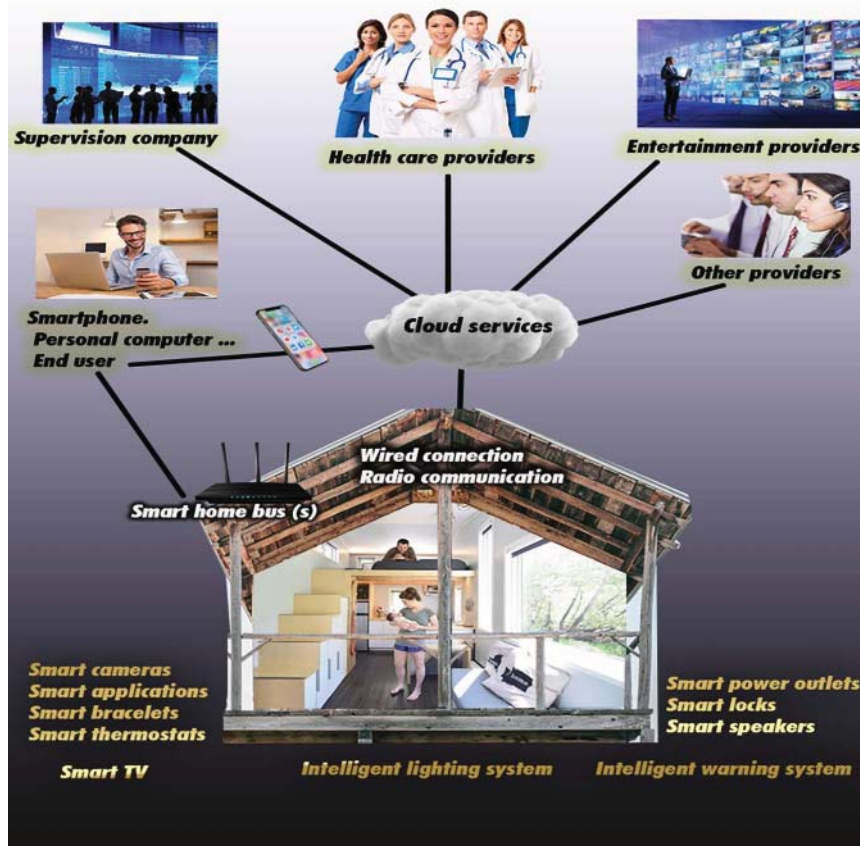 Supervision company
Health care providers
Entertainment providers
Other providers
Smartphone.
Personal computer ...
End user
Cloud services
Wired connection
Radio communication
Smart home bus (s)
Smart cameras
Smart applications
Smart bracelets
Smart thermostats
Smart power outlets
Smart locks
Smart speakers
Smart TV
Intelligent lighting system
Intelligent warning system